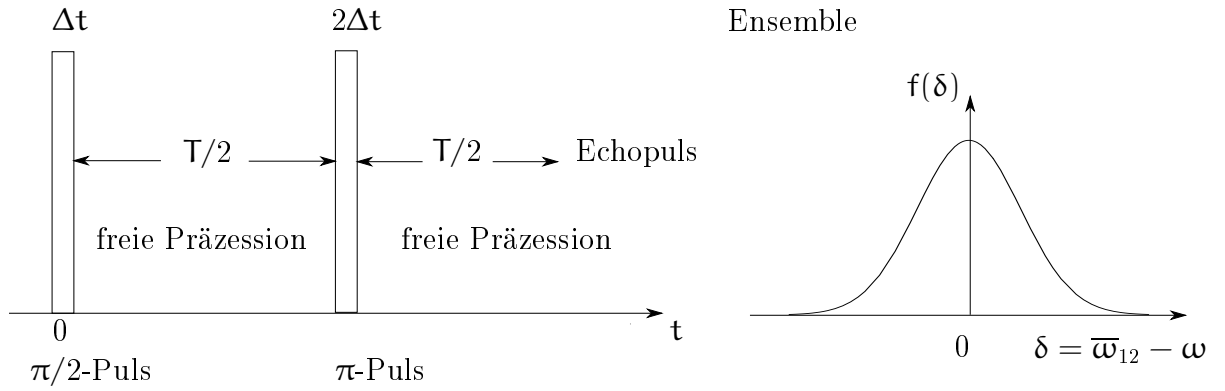 Δt
2Δt
T/2
T/2
Echopuls
freie Präzession
freie Präzession
0
t
π/2-Puls
π-Puls
Ensemble
f(δ)
0
δ = ω̅₁₂ − ω